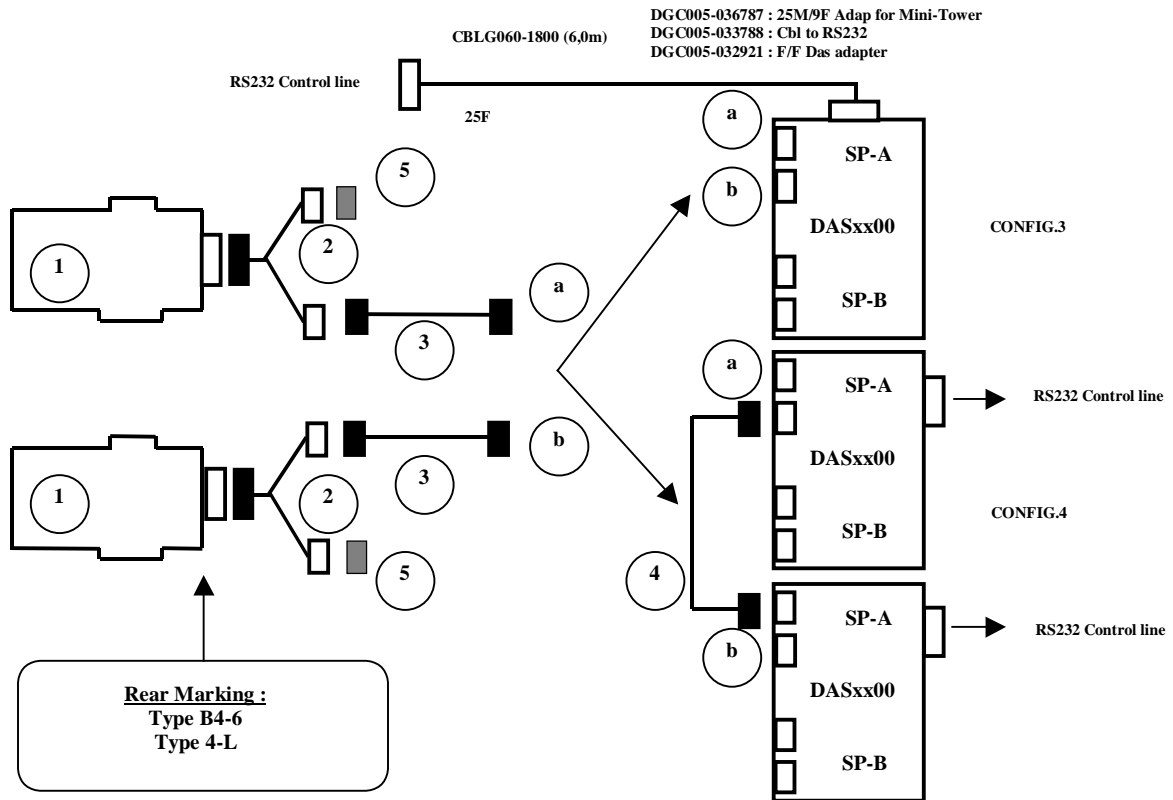 DGC005-036787 : 25M/9F Adap for Mini-Tower
CBLG060-1800 (6,0m)
DGC005-033788 : Cbl to RS232
DGC005-032921 : F/F Das adapter
RS232 Control line
25F
a
SP-A
5
b
2
DASxx00
CONFIG.3
1
a
SP-B
3
a
SP-A
RS232 Control line
b
DASxx00
1
2
3
CONFIG.4
SP-B
4
5
SP-A
RS232 Control line
b
Rear Marking :
Type B4-6
Type 4-L
DASxx00
SP-B